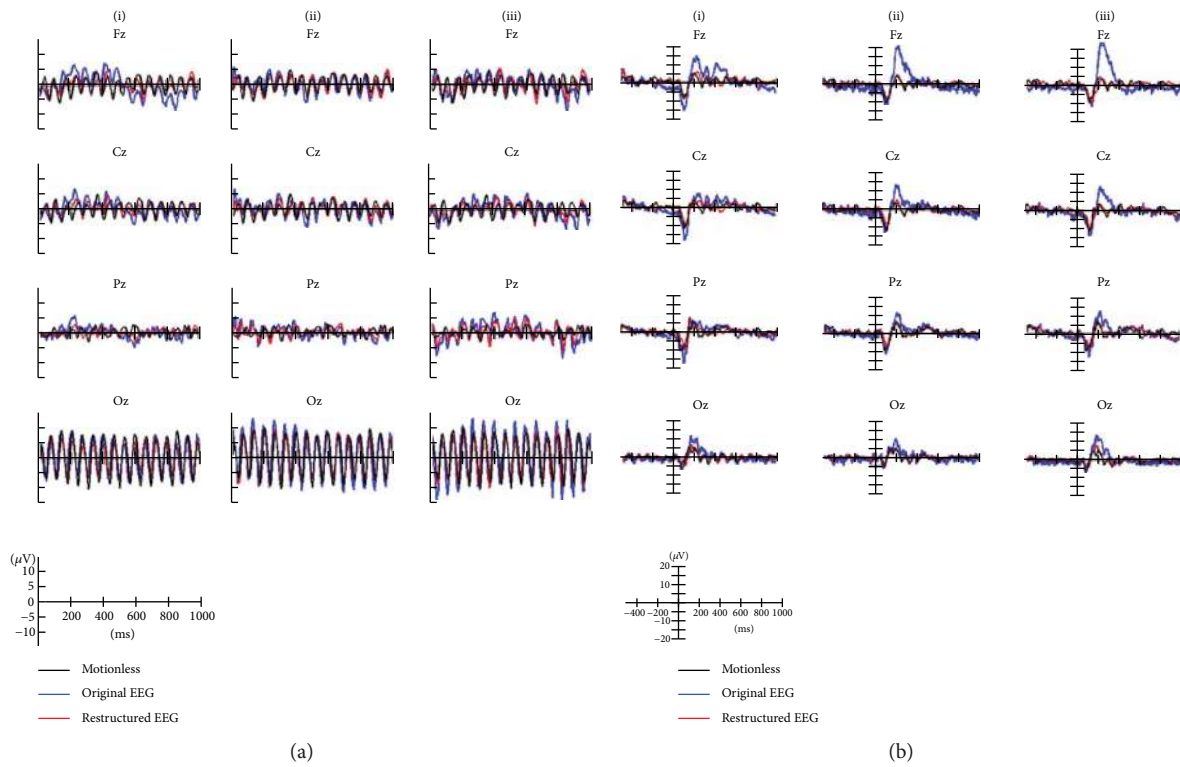 (i) (ii) (iii)
Fz Fz Fz
Cz Cz Cz
Pz Pz Pz
Oz Oz Oz
(μV)
10
5
0
−5
−10
200 400 600 800 1000
(ms)
Motionless
Original EEG
Restructured EEG
(a)
(i) (ii) (iii)
Fz Fz Fz
Cz Cz Cz
Pz Pz Pz
Oz Oz Oz
(μV)
20
10
−400 −200 200 400 600 800 1000
−10
(ms)
−20
Motionless
Original EEG
Restructured EEG
(b)